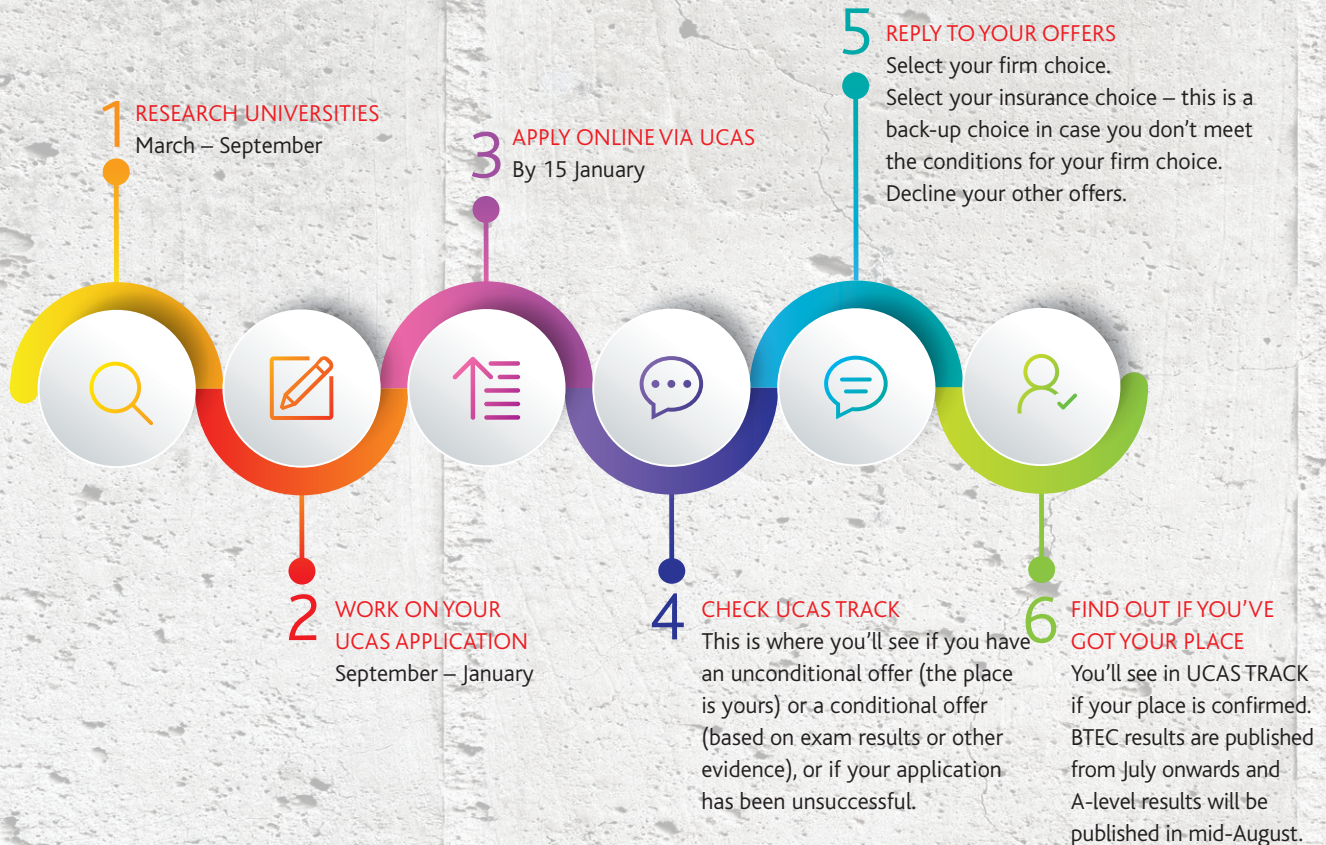 1 RESEARCH UNIVERSITIES
March – September
2 WORK ON YOUR
UCAS APPLICATION
September – January
3 APPLY ONLINE VIA UCAS
By 15 January
4 CHECK UCAS TRACK
This is where you’ll see if you have
an unconditional offer (the place
is yours) or a conditional offer
(based on exam results or other
evidence), or if your application
has been unsuccessful.
5 REPLY TO YOUR OFFERS
Select your firm choice.
Select your insurance choice – this is a
back-up choice in case you don’t meet
the conditions for your firm choice.
Decline your other offers.
6 FIND OUT IF YOU’VE
GOT YOUR PLACE
You’ll see in UCAS TRACK
if your place is confirmed.
BTEC results are published
from July onwards and
A-level results will be
published in mid-August.